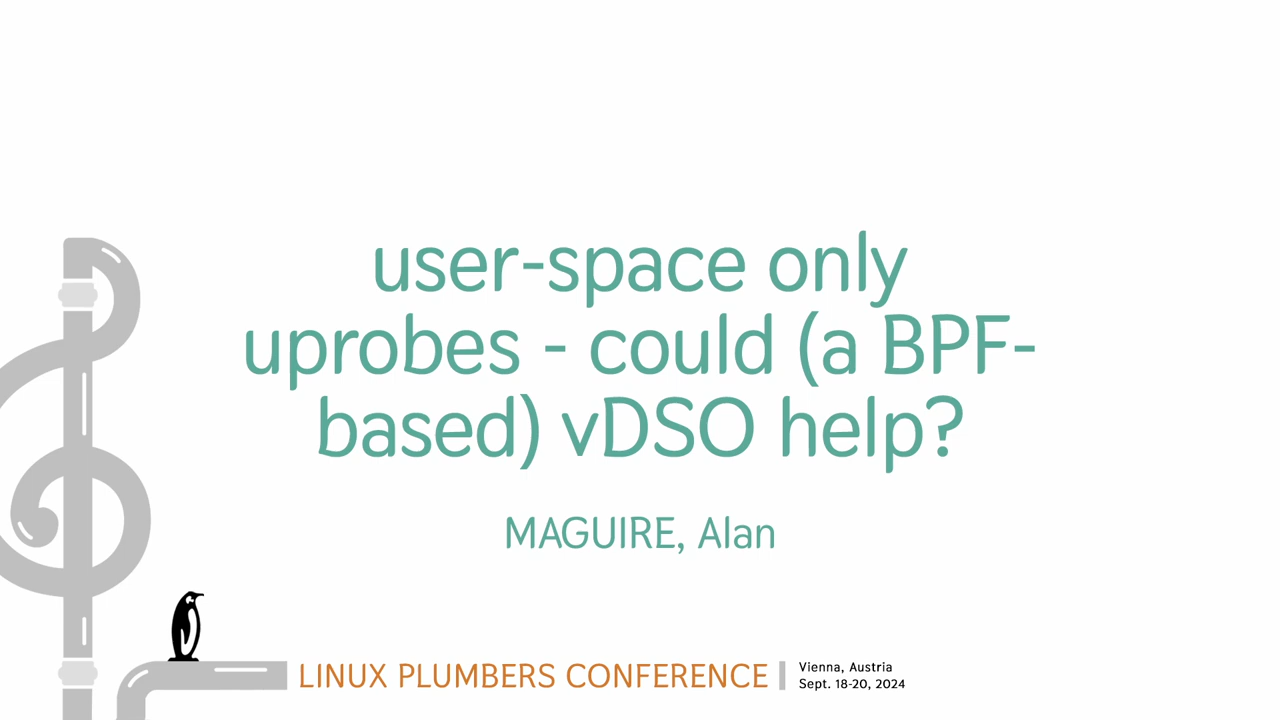 user-space only
uprobes - could (a BPF-
based) vDSO help?
MAGUIRE, Alan
LINUX PLUMBERS CONFERENCE
Vienna, Austria
Sept. 18-20, 2024